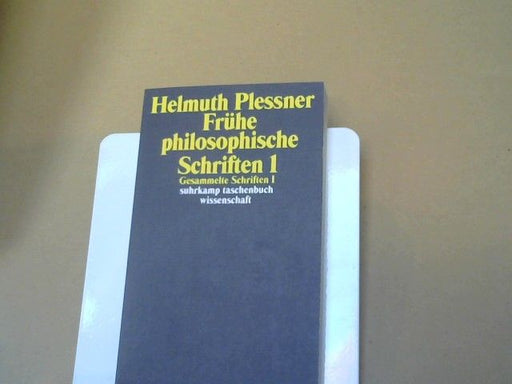 Helmuth Plessner
Frühe
philosophische
Schriften 1
Gesammelte Schriften I
suhrkamp taschenbuch
wissenschaft